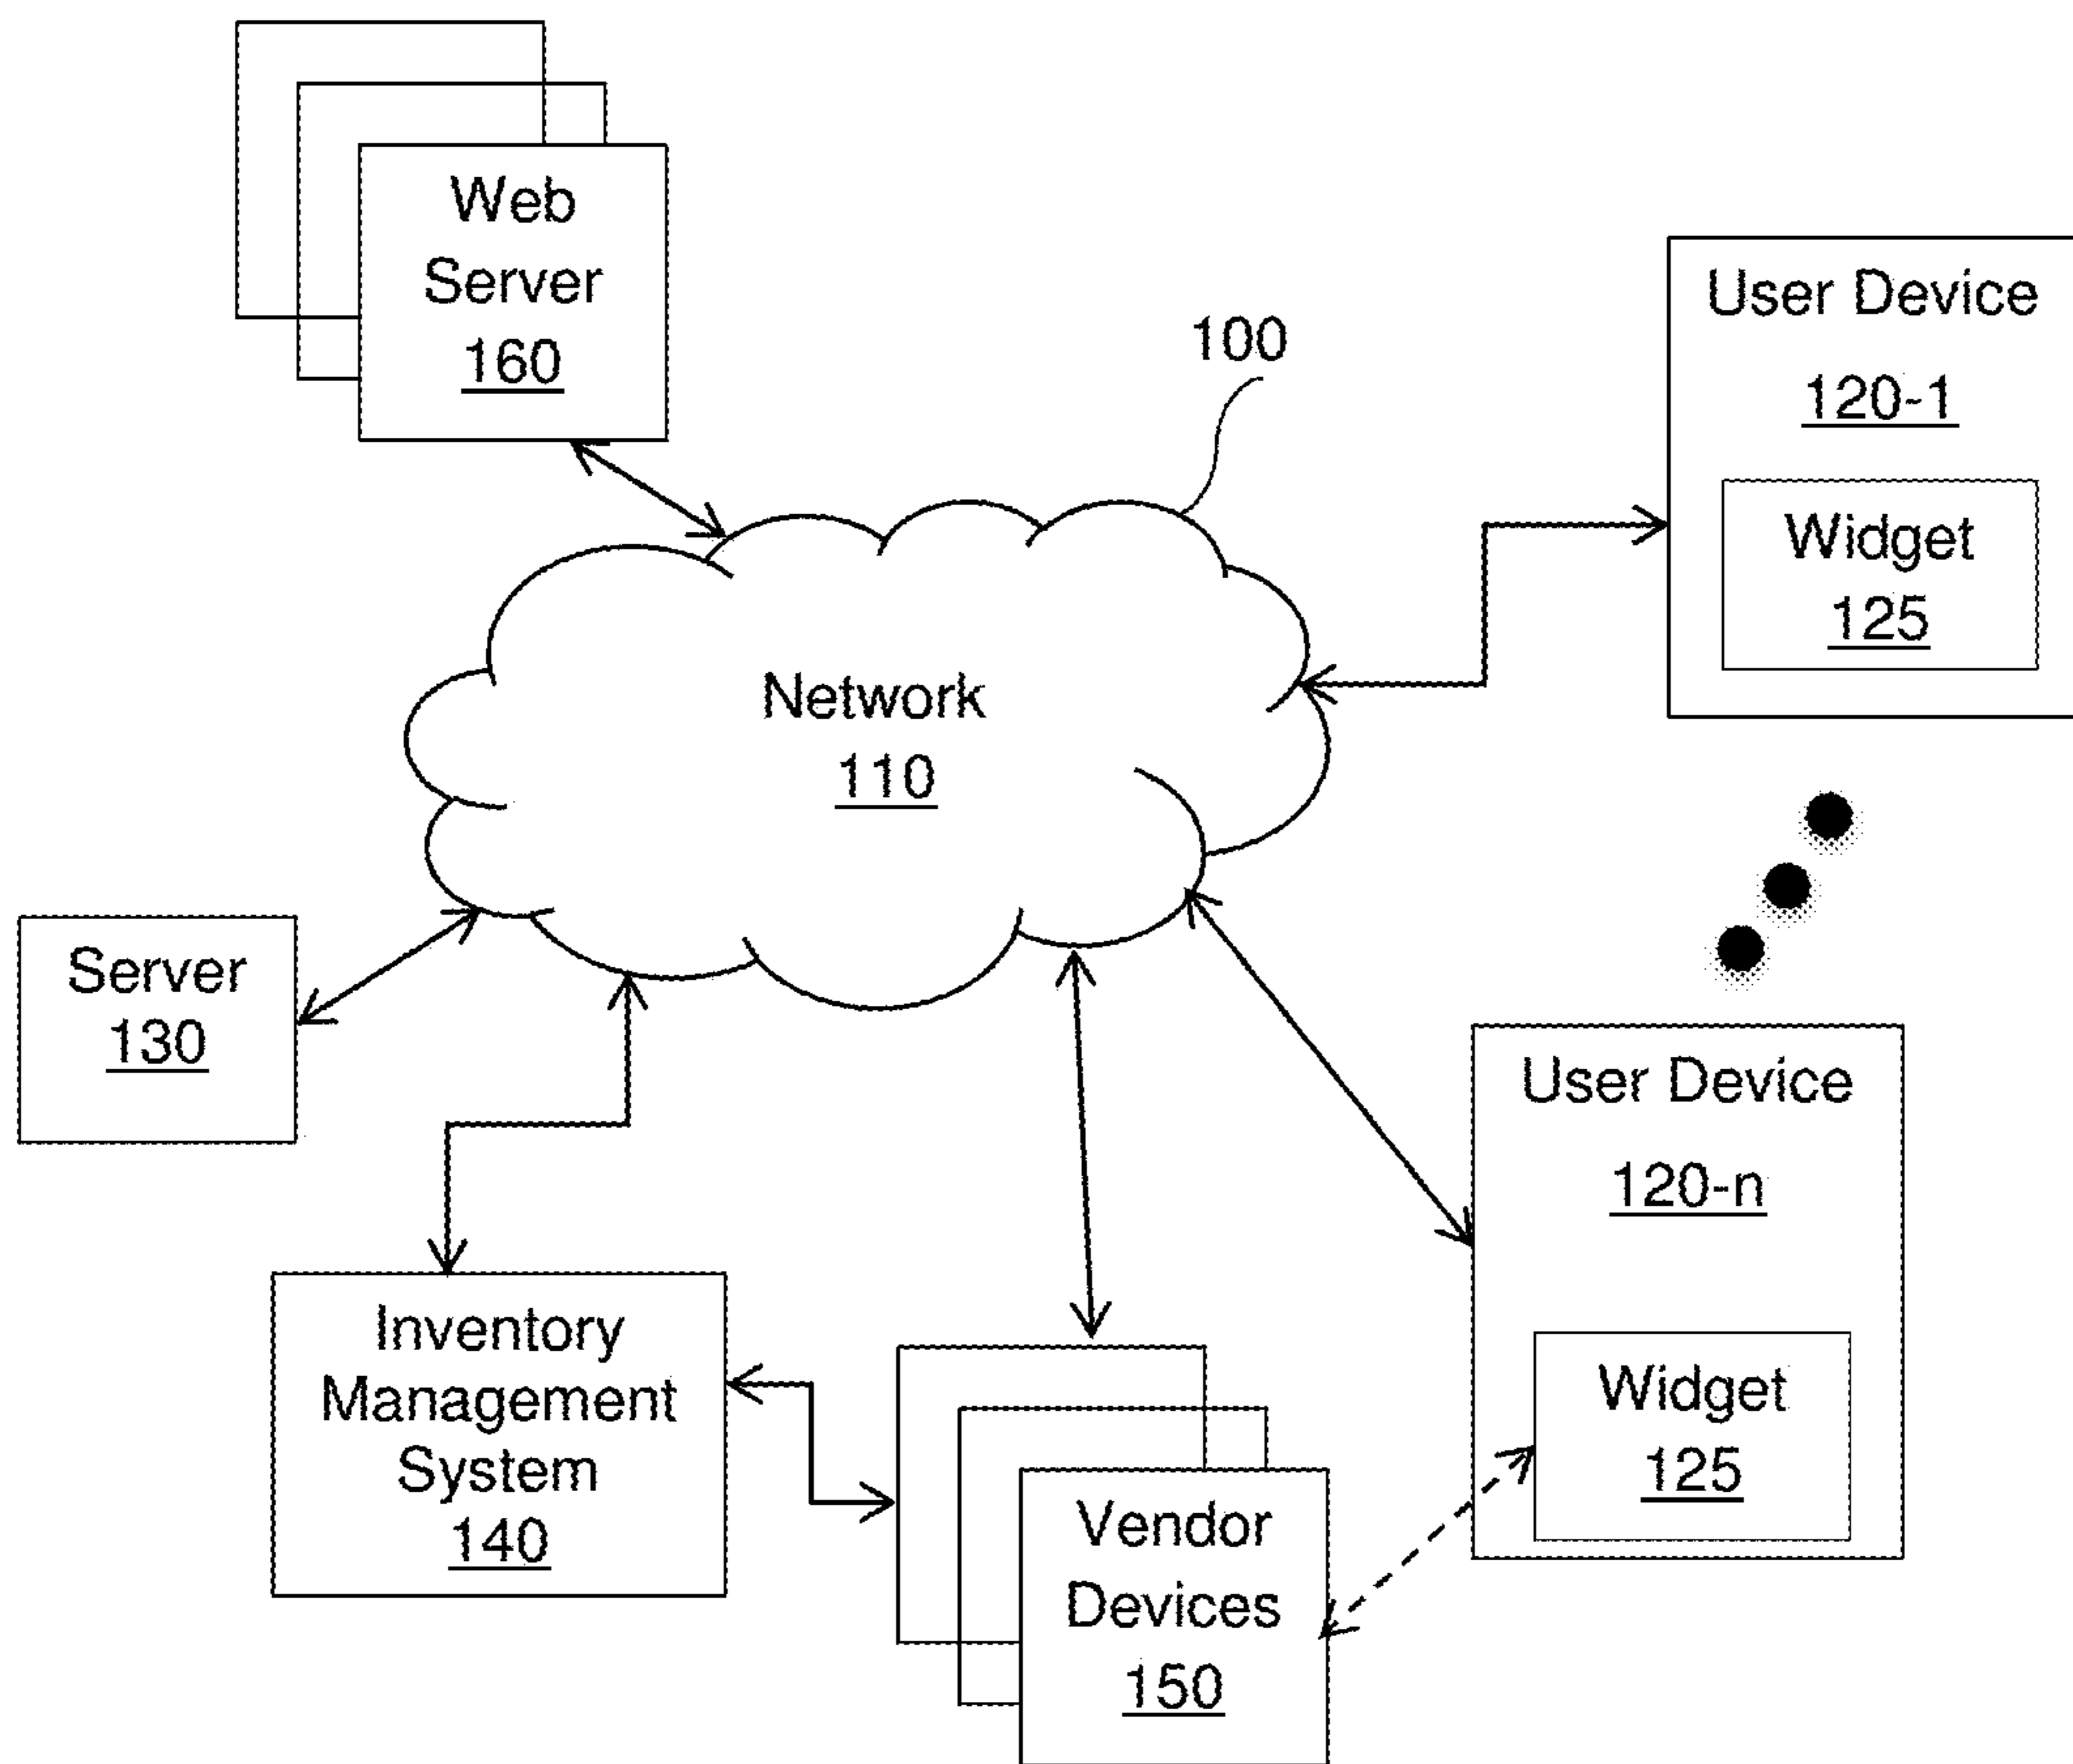 Web
Server
160
100
User Device
120-1
Widget
125
Network
110
Server
130
User Device
120-n
Widget
125
Inventory
Management
System
140
Vendor
Devices
150